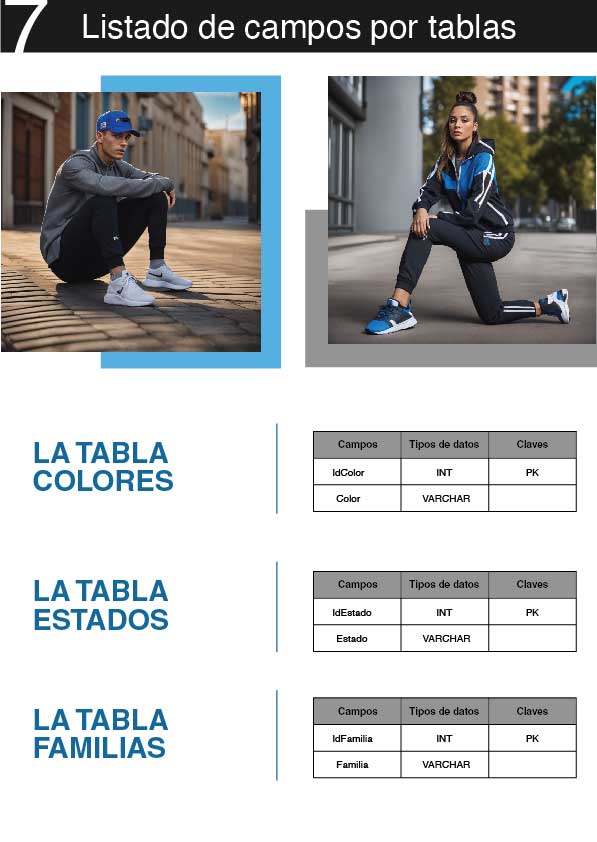 7 Listado de campos por tablas
LA TABLA
COLORES
Campos Tipos de datos Claves
IdColor INT PK
Color VARCHAR
LA TABLA
ESTADOS
Campos Tipos de datos Claves
IdEstado INT PK
Estado VARCHAR
LA TABLA
FAMILIAS
Campos Tipos de datos Claves
IdFamilia INT PK
Familia VARCHAR